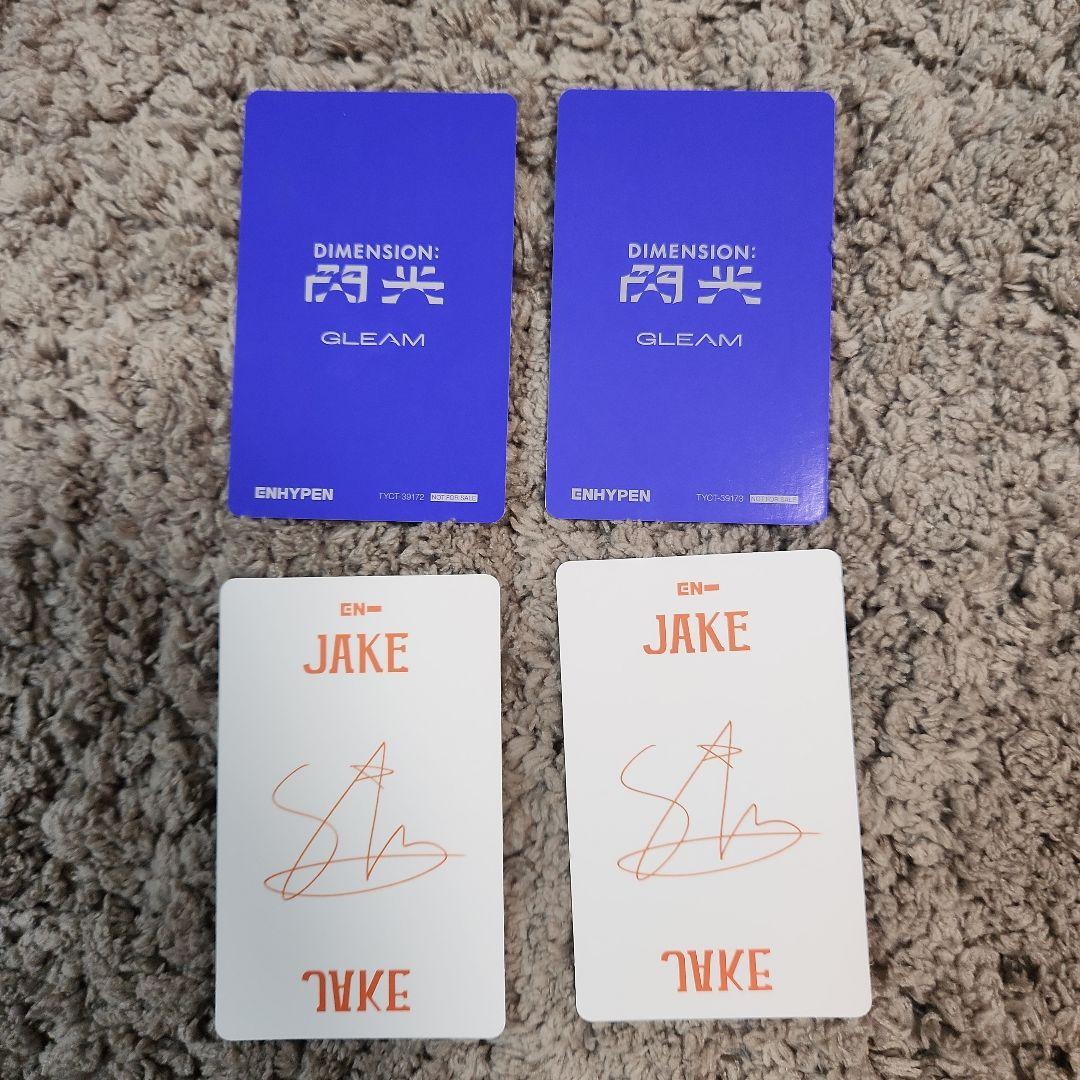 DIMENSION:
閃光
GLEAM
ENHYPEN TYCT-39172 NOT FOR SALE
DIMENSION:
閃光
GLEAM
ENHYPEN TYCT-39173 NOT FOR SALE
EN-
JAKE
JAKE
EN-
JAKE
JAKE